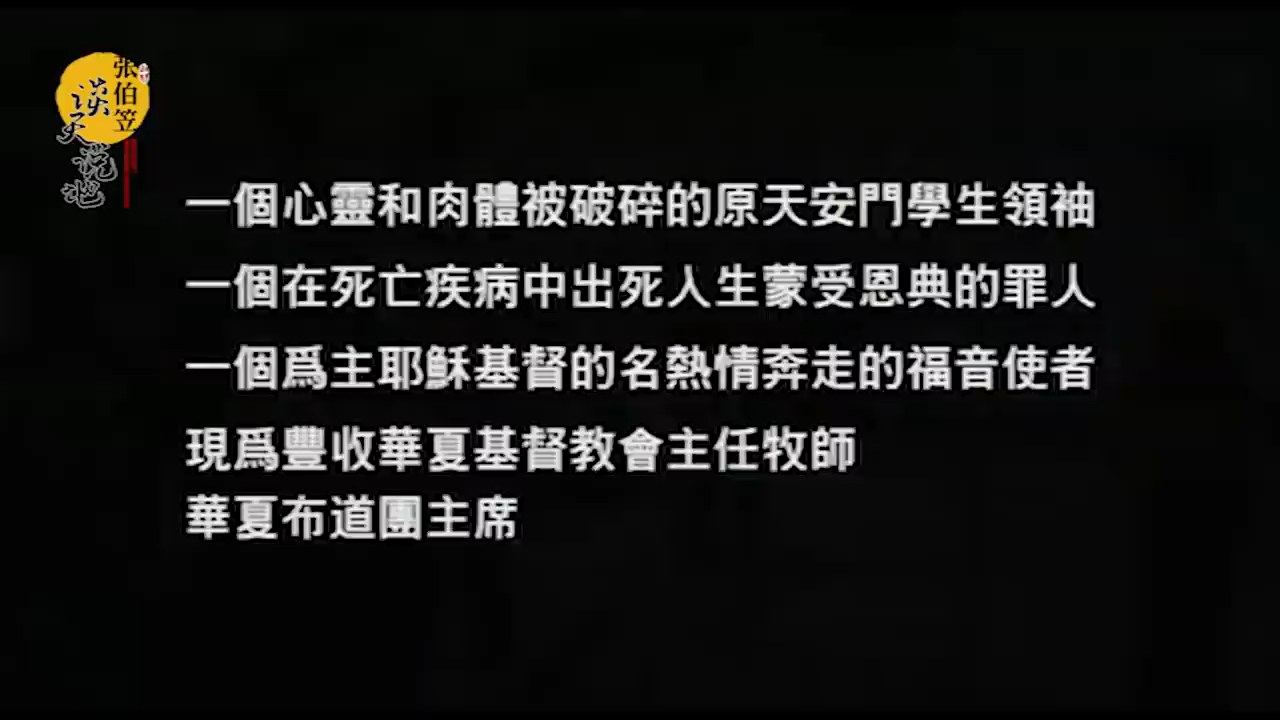 张伯笠
谈天说地
一個心靈和肉體被破碎的原天安門學生領袖
一個在死亡疾病中出死人生蒙受恩典的罪人
一個爲主耶穌基督的名熱情奔走的福音使者
現爲豐收華夏基督教會主任牧師
華夏布道團主席